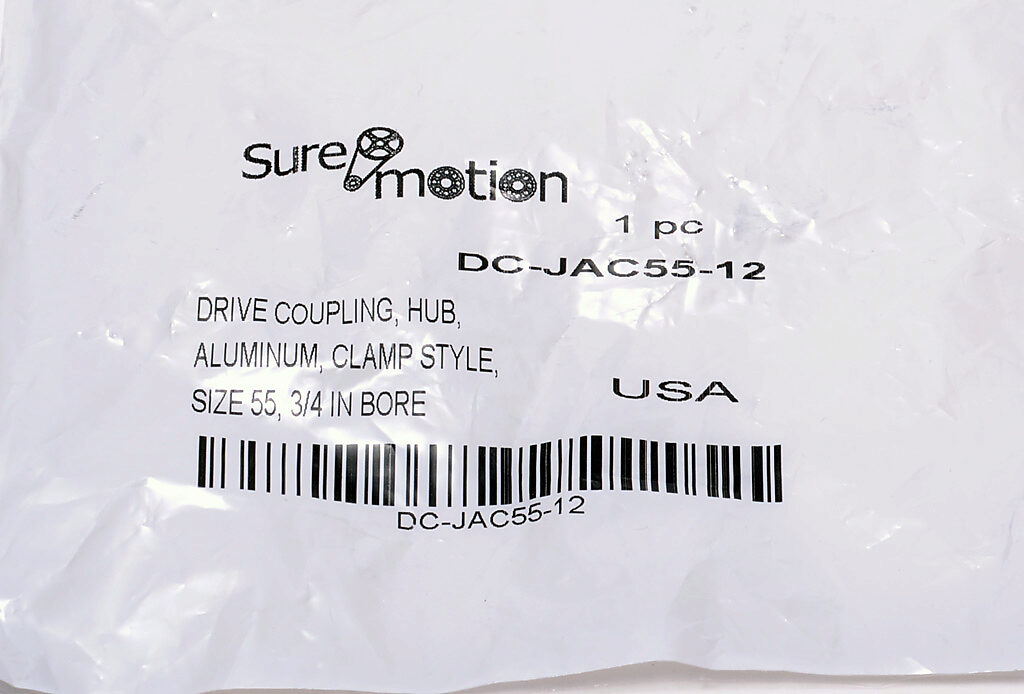 Sure motion
1 pc
DC-JAC55-12
DRIVE COUPLING, HUB,
ALUMINUM, CLAMP STYLE,
SIZE 55, 3/4 IN BORE
USA
DC-JAC55-12